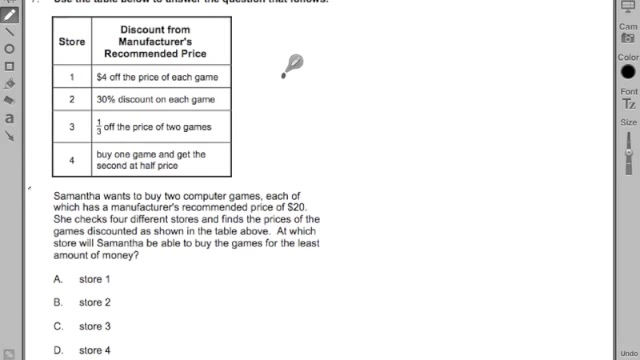 7. Use the table below to answer the question that follows.
Store
Discount from
Manufacturer's
Recommended Price
1
$4 off the price of each game
2
30% discount on each game
3
1/3 off the price of two games
4
buy one game and get the
second at half price
Samantha wants to buy two computer games, each of
which has a manufacturer's recommended price of $20.
She checks four different stores and finds the prices of the
games discounted as shown in the table above. At which
store will Samantha be able to buy the games for the least
amount of money?
A. store 1
B. store 2
C. store 3
D. store 4
a
Cam
Color
Font
Tz
Size
Undo